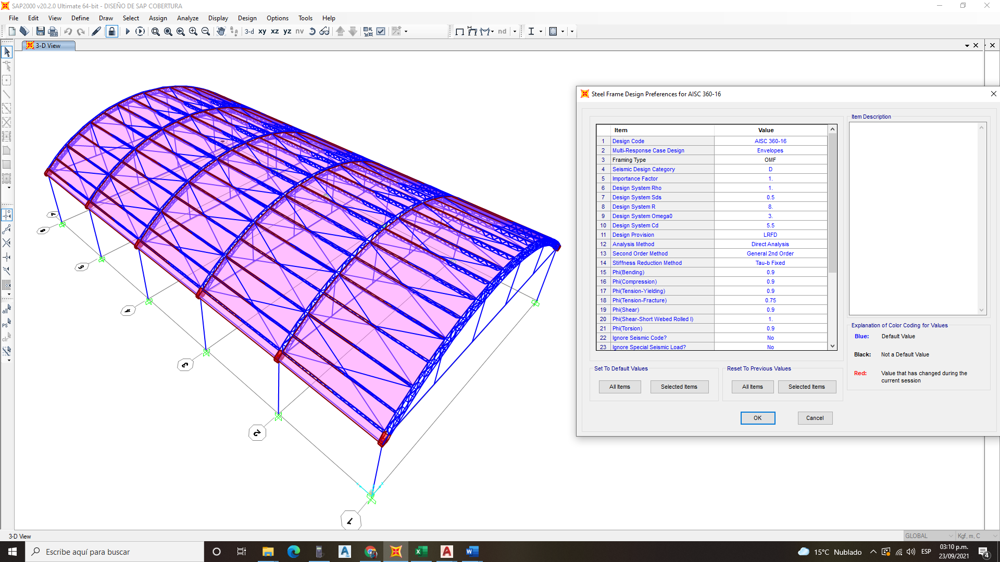 SAP2000 v20.2.0 Ultimate 64-bit - DISEÑO DE SAP COBERTURA
File Edit View Define Draw Select Assign Analyze Display Design Options Tools Help
3-d xy xz yz nv nd
3-D View
Steel Frame Design Preferences for AISC 360-16
Item Value
1 Design Code AISC 360-16
2 Multi-Response Case Design Envelopes
3 Framing Type OMF
4 Seismic Design Category D
5 Importance Factor 1.
6 Design System Rho 1.
7 Design System Sds 0.5
8 Design System R 8.
9 Design System Omega0 3.
10 Design System Cd 5.5
11 Design Provision LRFD
12 Analysis Method Direct Analysis
13 Second Order Method General 2nd Order
14 Stiffness Reduction Method Tau-b Fixed
15 Phi(Bending) 0.9
16 Phi(Compression) 0.9
17 Phi(Tension-Yielding) 0.9
18 Phi(Tension-Fracture) 0.75
19 Phi(Shear) 0.9
20 Phi(Shear-Short Webed Rolled I) 1.
21 Phi(Torsion) 0.9
22 Ignore Seismic Code? No
23 Ignore Special Seismic Load? No
Item Description
Explanation of Color Coding for Values
Blue: Default Value
Black: Not a Default Value
Red: Value that has changed during the
current session
Set To Default Values
All Items Selected Items
Reset To Previous Values
All Items Selected Items
OK Cancel
all
PS
clr
A
B
5
4
3
2
1
3-D View
GLOBAL Kgf, m, C
Escribe aquí para buscar
15°C Nublado
ESP
03:10 p.m.
23/09/2021
4